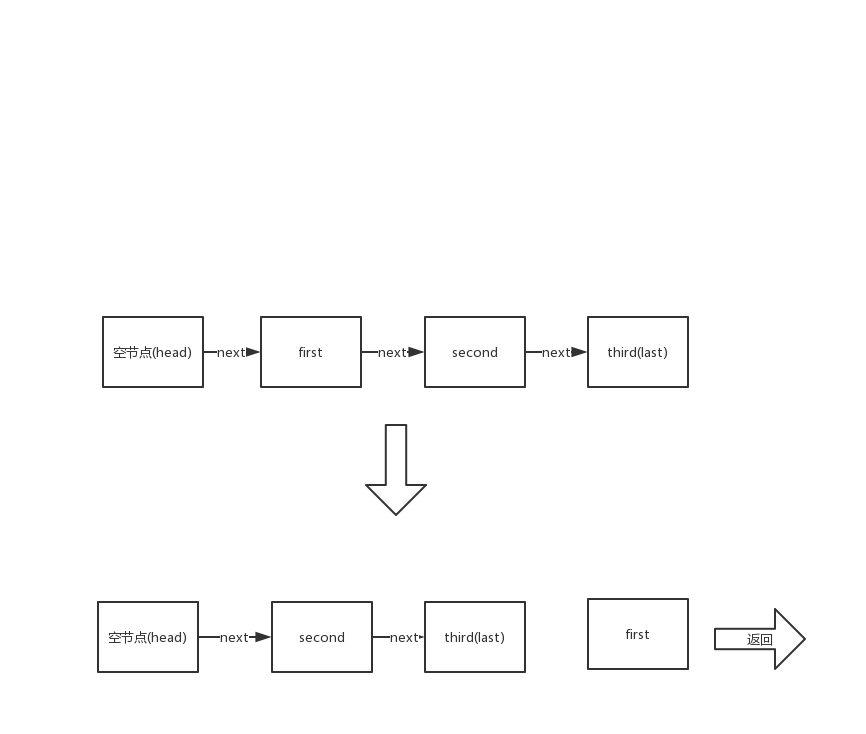 空节点(head)
next
first
next
second
next
third(last)
空节点(head)
next
second
next
third(last)
first
返回